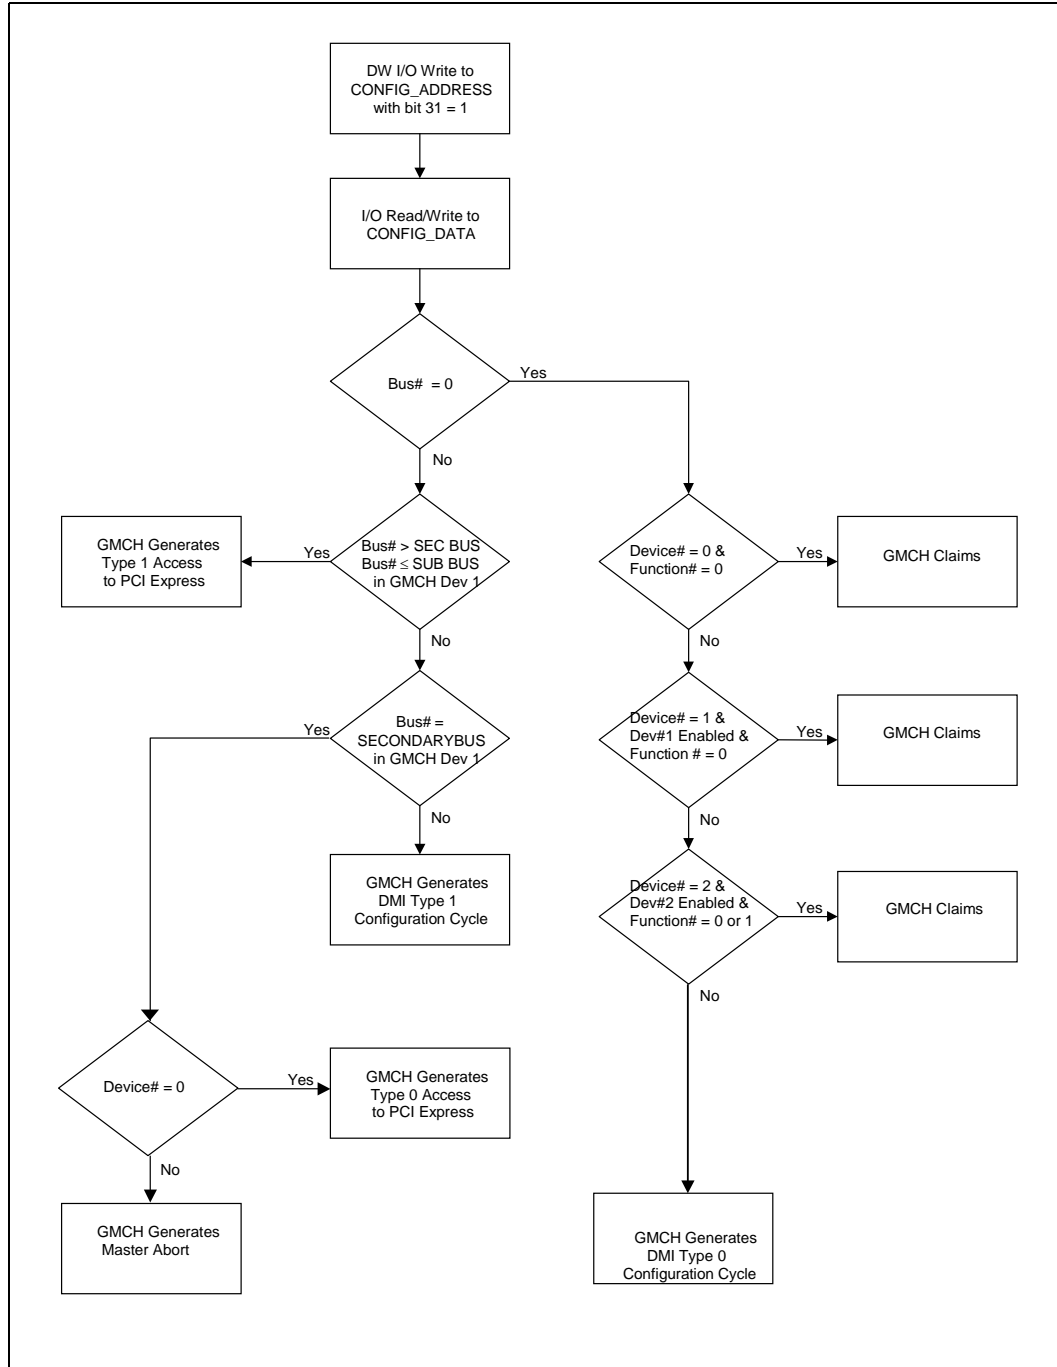 DW I/O Write to
CONFIG_ADDRESS
with bit 31 = 1
I/O Read/Write to
CONFIG_DATA
Bus# = 0
Yes
No
GMCH Generates
Type 1 Access
to PCI Express
Yes
Bus# > SEC BUS
Bus# ≤ SUB BUS
in GMCH Dev 1
No
Device# = 0 &
Function# = 0
Yes
GMCH Claims
No
Yes
Bus# =
SECONDARYBUS
in GMCH Dev 1
No
Device# = 1 &
Dev#1 Enabled &
Function # = 0
Yes
GMCH Claims
No
GMCH Generates
DMI Type 1
Configuration Cycle
Device# = 2 &
Dev#2 Enabled &
Function# = 0 or 1
Yes
GMCH Claims
No
Device# = 0
Yes
GMCH Generates
Type 0 Access
to PCI Express
No
GMCH Generates
Master Abort
GMCH Generates
DMI Type 0
Configuration Cycle